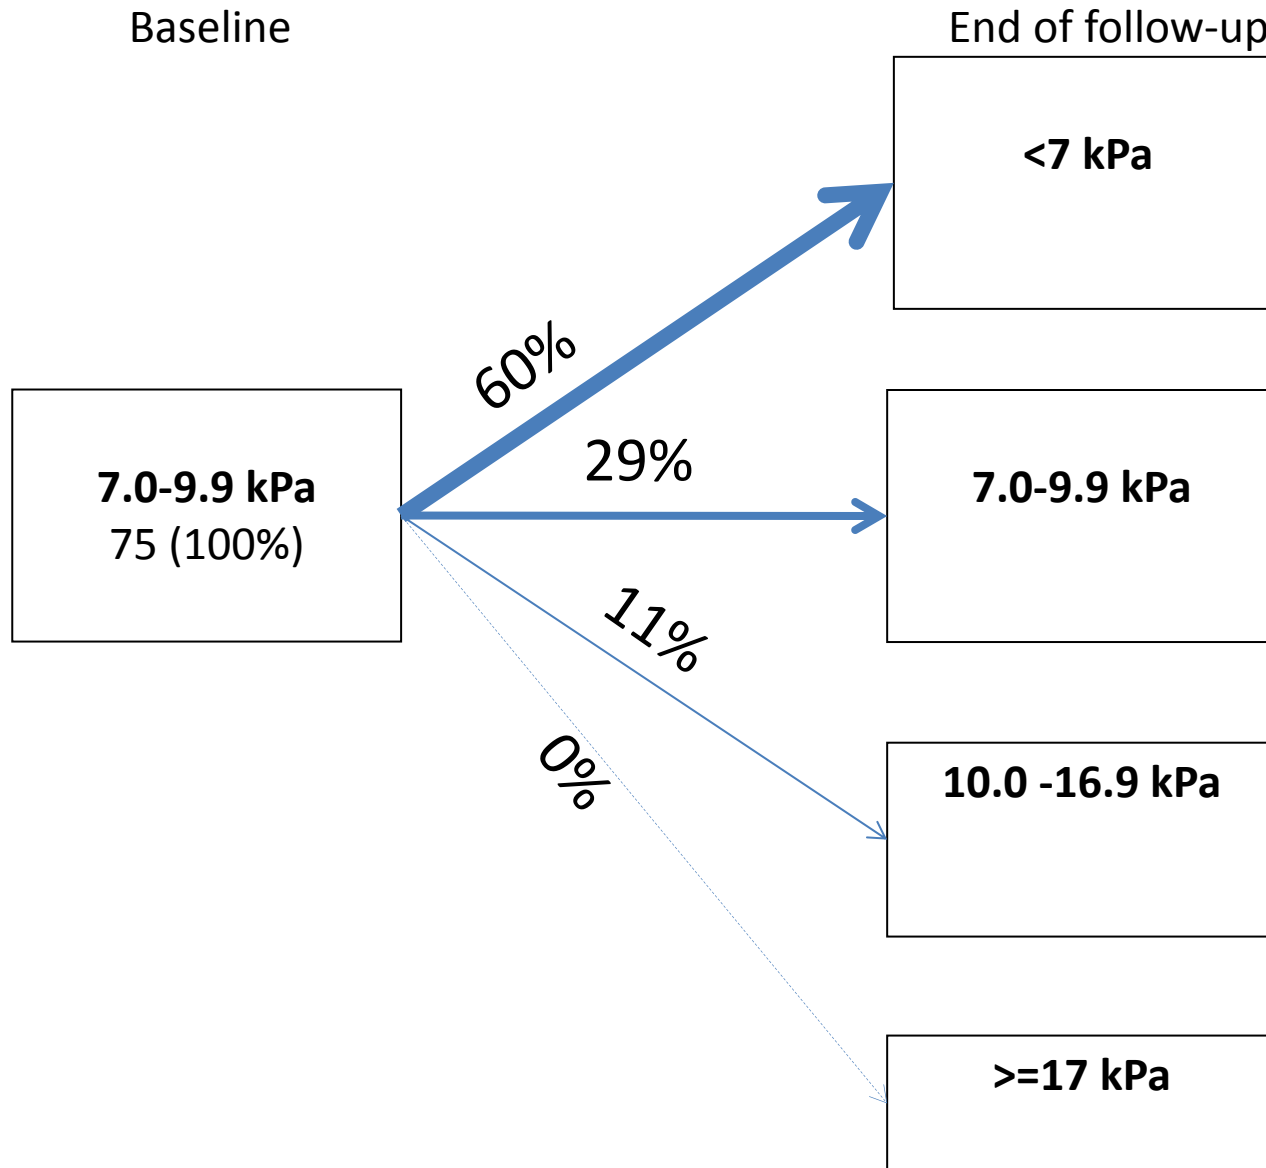 Baseline
End of follow-up
<7 kPa
60%
7.0-9.9 kPa
75 (100%)
29%
7.0-9.9 kPa
11%
10.0 -16.9 kPa
0%
>=17 kPa